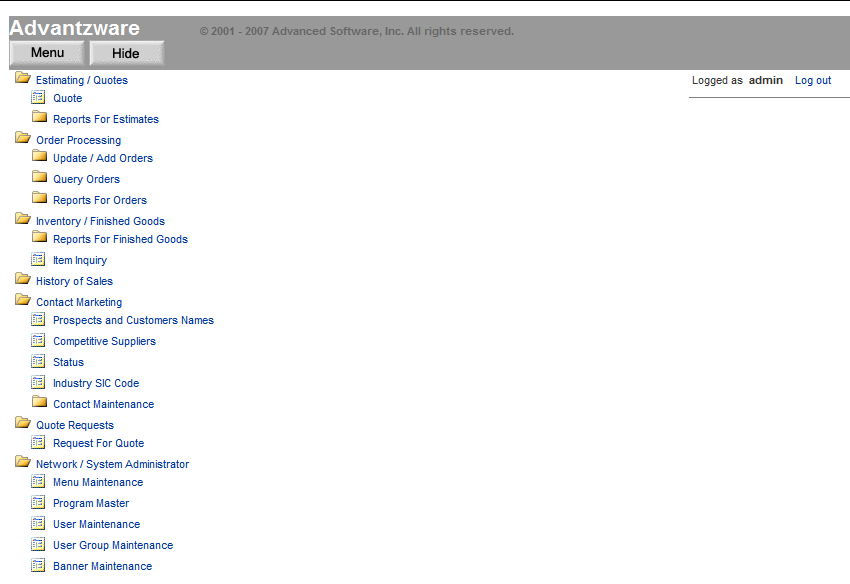 Advantzware © 2001 - 2007 Advanced Software, Inc. All rights reserved.
Menu Hide
Estimating / Quotes Logged as admin Log out
Quote
Reports For Estimates
Order Processing
Update / Add Orders
Query Orders
Reports For Orders
Inventory / Finished Goods
Reports For Finished Goods
Item Inquiry
History of Sales
Contact Marketing
Prospects and Customers Names
Competitive Suppliers
Status
Industry SIC Code
Contact Maintenance
Quote Requests
Request For Quote
Network / System Administrator
Menu Maintenance
Program Master
User Maintenance
User Group Maintenance
Banner Maintenance